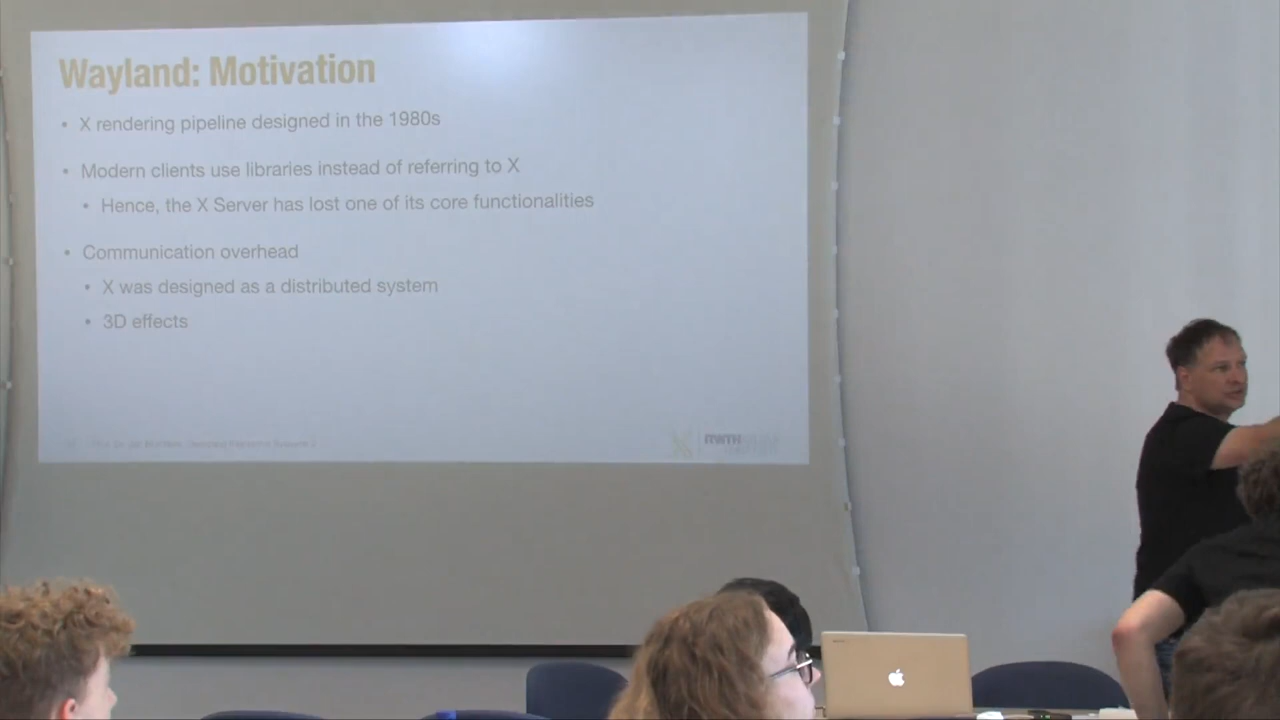 Wayland: Motivation
• X rendering pipeline designed in the 1980s
• Modern clients use libraries instead of referring to X
• Hence, the X Server has lost one of its core functionalities
• Communication overhead
• X was designed as a distributed system
• 3D effects
RWTH